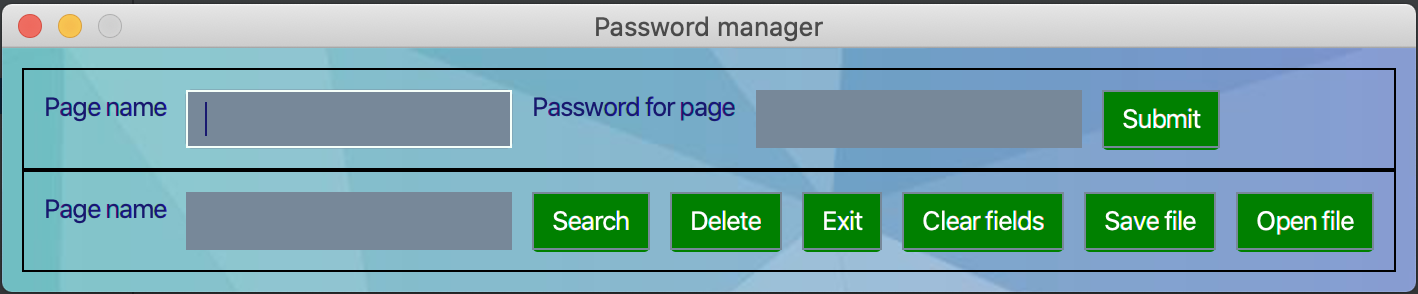 Password manager
Page name Password for page Submit
Page name Search Delete Exit Clear fields Save file Open file